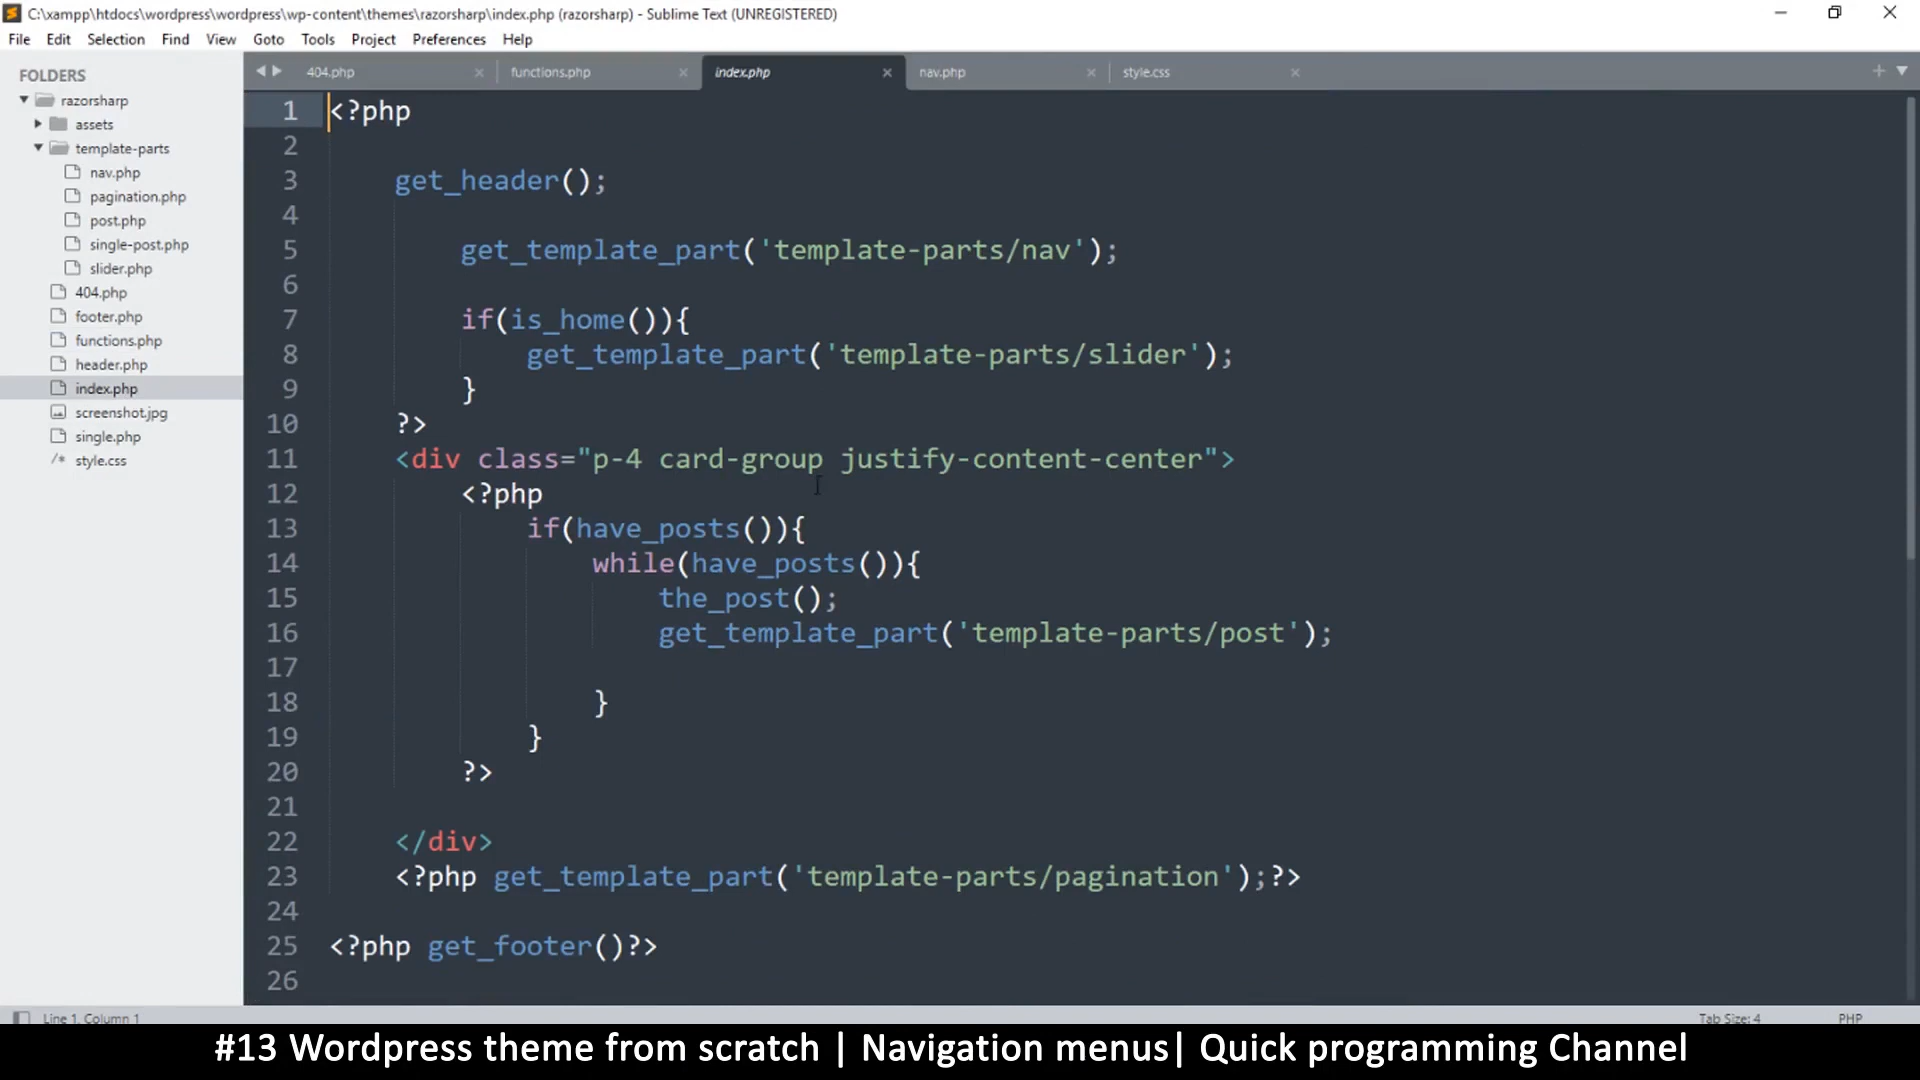 C:\xampp\htdocs\wordpress\wordpress\wp-content\themes\razorsharp\index.php (razorsharp) - Sublime Text (UNREGISTERED)
File Edit Selection Find View Goto Tools Project Preferences Help
FOLDERS
razorsharp
assets
template-parts
nav.php
pagination.php
post.php
single-post.php
slider.php
404.php
footer.php
functions.php
header.php
index.php
screenshot.jpg
single.php
/* style.css
404.php × functions.php × index.php × nav.php × style.css ×
1 <?php
2
3 get_header();
4
5 get_template_part('template-parts/nav');
6
7 if(is_home()){
8 get_template_part('template-parts/slider');
9 }
10 ?>
11 <div class="p-4 card-group justify-content-center">
12 <?php
13 if(have_posts()){
14 while(have_posts()){
15 the_post();
16 get_template_part('template-parts/post');
17
18 }
19 }
20 ?>
21
22 </div>
23 <?php get_template_part('template-parts/pagination');?>
24
25 <?php get_footer()?>
26
Line 1, Column 1 Tab Size: 4 PHP
#13 Wordpress theme from scratch | Navigation menus| Quick programming Channel